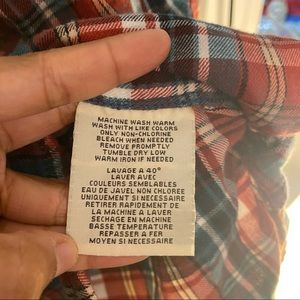 MACHINE WASH WARM
WASH WITH LIKE COLORS
ONLY NON-CHLORINE
BLEACH WHEN NEEDED
REMOVE PROMPTLY
TUMBLE DRY LOW
WARM IRON IF NEEDED
LAVAGE A 40°
LAVER AVEC
COULEURS SEMBLABLES
EAU DE JAVEL NON CHLOREE
UNIQUEMENT SI NECESSAIRE
RETIRER RAPIDEMENT DE
LA MACHINE A LAVER
SECHAGE EN MACHINE
BASSE TEMPERATURE
REPASSER A FER
MOYEN SI NECESSAIRE